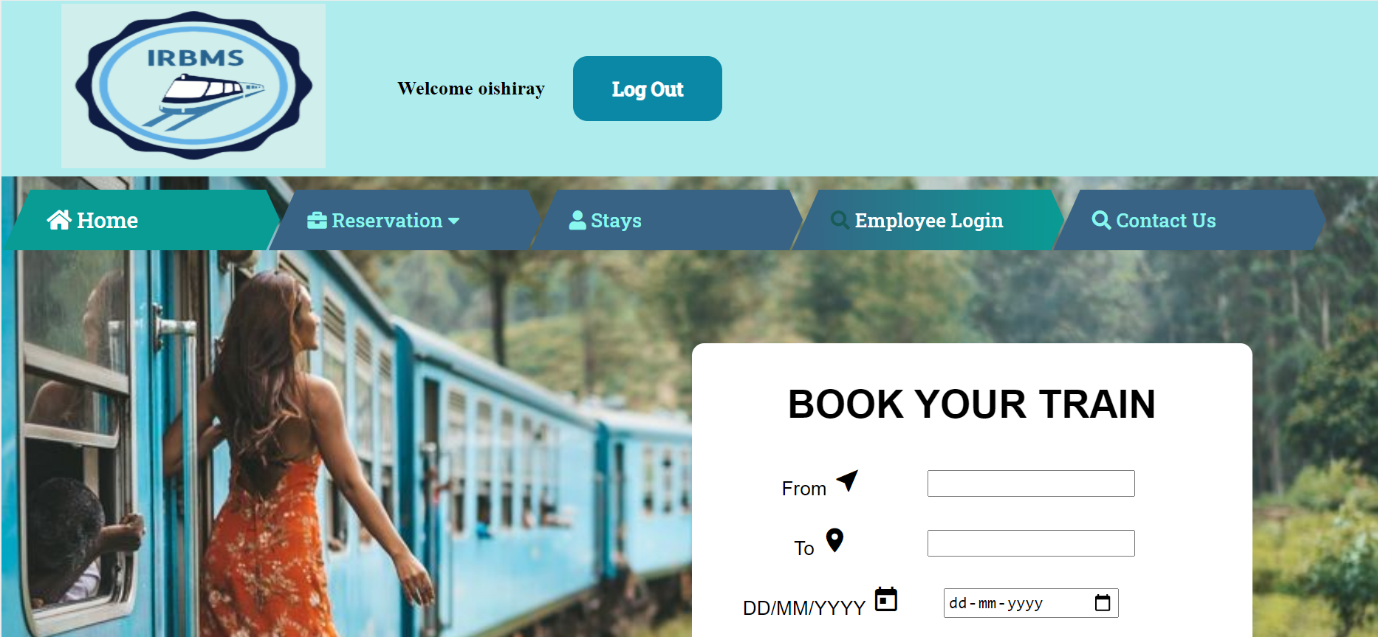 IRBMS
Welcome oishiray
Log Out
Home
Reservation
Stays
Employee Login
Contact Us
BOOK YOUR TRAIN
From
To
DD/MM/YYYY
dd-mm-yyyy